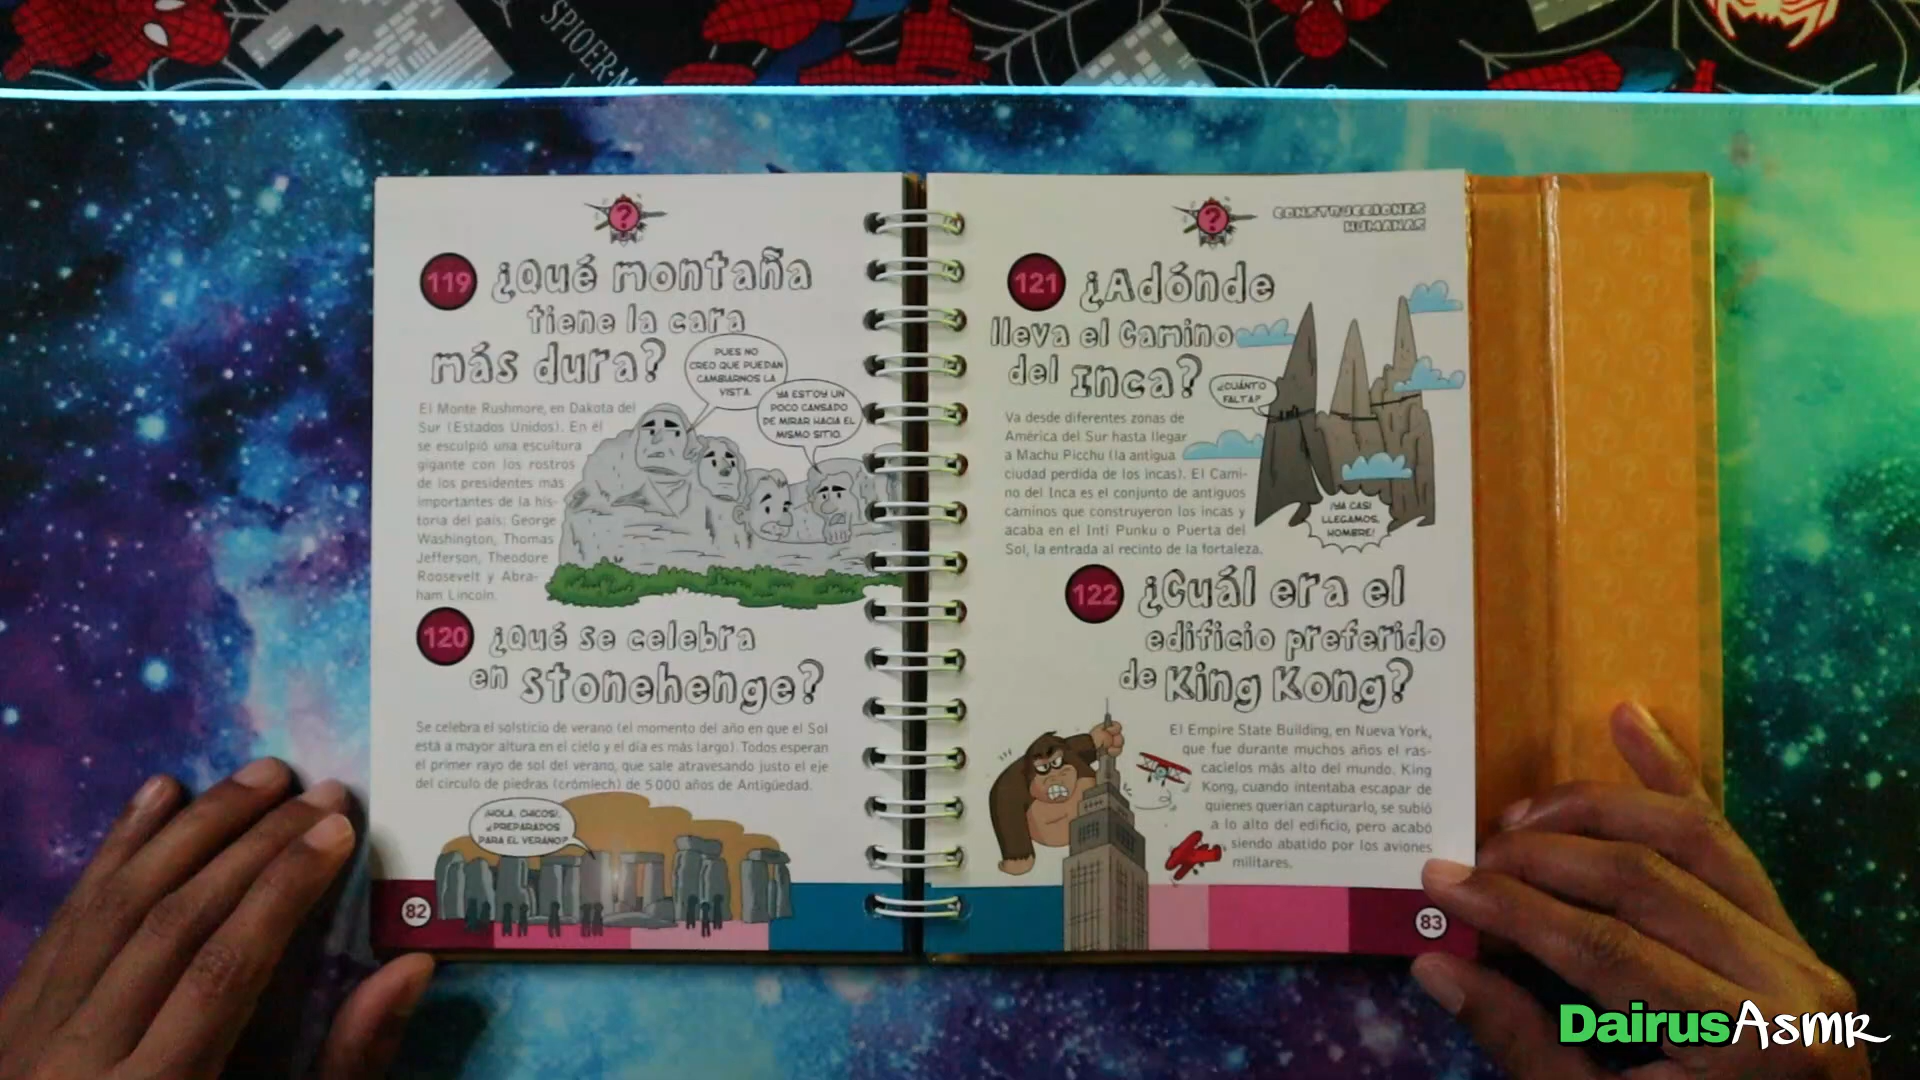 SPIDER-M
119 ¿Qué montaña
tiene la cara
más dura?
PUES NO
CREO QUE PUEDAN
CAMBIARNOS LA
VISTA.
YA ESTOY UN
POCO CANSADO
DE MIRAR HACIA EL
MISMO SITIO.
El Monte Rushmore, en Dakota del
Sur (Estados Unidos). En él
se esculpió una escultura
gigante con los rostros
de los presidentes más
importantes de la his-
toria del país: George
Washington, Thomas
Jefferson, Theodore
Roosevelt y Abra-
ham Lincoln.
120 ¿Qué se celebra
en Stonehenge?
Se celebra el solsticio de verano (el momento del año en que el Sol
está a mayor altura en el cielo y el día es más largo). Todos esperan
el primer rayo de sol del verano, que sale atravesando justo el eje
del círculo de piedras (crómlech) de 5 000 años de Antigüedad.
¡HOLA, CHICOS!,
¿PREPARADOS
PARA EL VERANO?
82
CONSTRUCCIONES
HUMANAS
121 ¿Adónde
lleva el Camino
del Inca?
¿CUÁNTO
FALTA?
Va desde diferentes zonas de
América del Sur hasta llegar
a Machu Picchu (la antigua
ciudad perdida de los incas). El Cami-
no del Inca es el conjunto de antiguos
caminos que construyeron los incas y
acaba en el Inti Punku o Puerta del
Sol, la entrada al recinto de la fortaleza.
¡YA CASI
LLEGAMOS,
HOMBRE!
122 ¿Cuál era el
edificio preferido
de King Kong?
El Empire State Building, en Nueva York,
que fue durante muchos años el ras-
cacielos más alto del mundo. King
Kong, cuando intentaba escapar de
quienes querían capturarlo, se subió
a lo alto del edificio, pero acabó
siendo abatido por los aviones
militares.
83
DairusAsmr